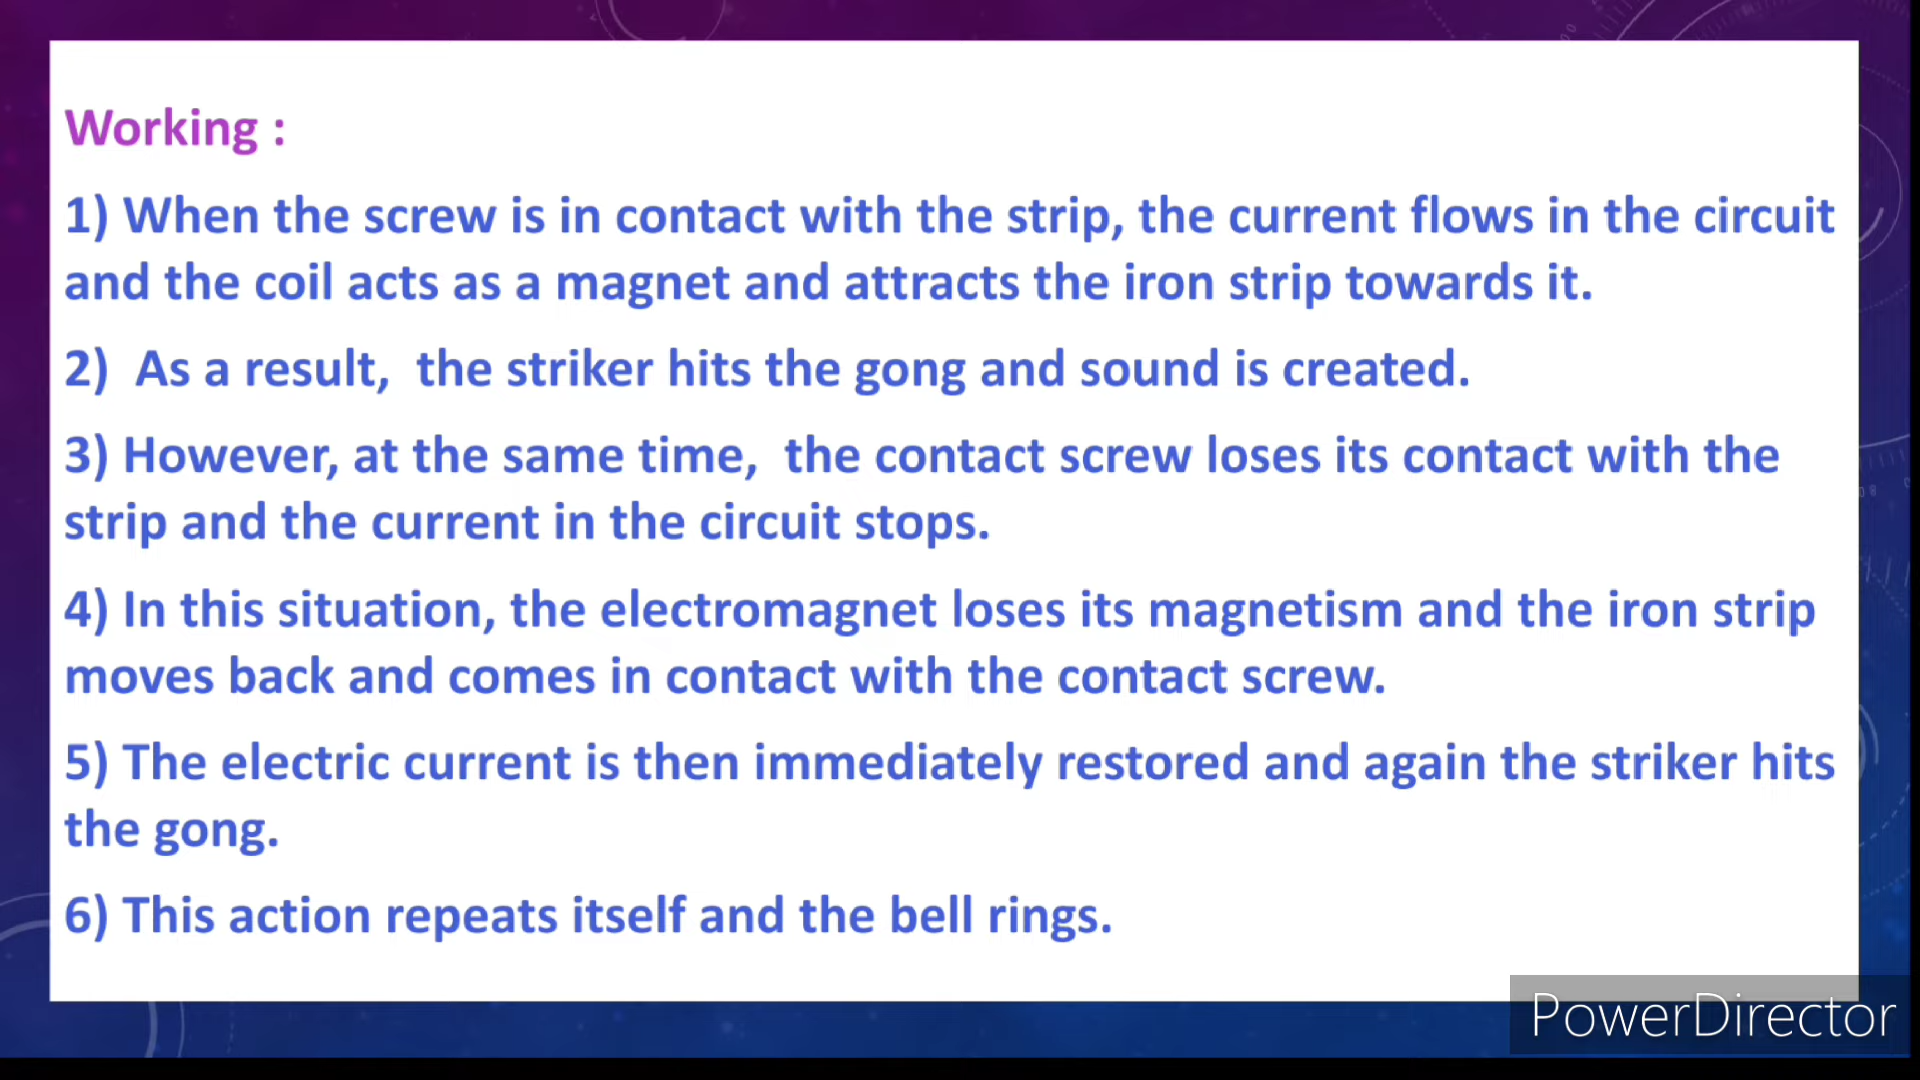 Working :
1) When the screw is in contact with the strip, the current flows in the circuit
and the coil acts as a magnet and attracts the iron strip towards it.
2)  As a result,  the striker hits the gong and sound is created.
3) However, at the same time,  the contact screw loses its contact with the
strip and the current in the circuit stops.
4) In this situation, the electromagnet loses its magnetism and the iron strip
moves back and comes in contact with the contact screw.
5) The electric current is then immediately restored and again the striker hits
the gong.
6) This action repeats itself and the bell rings.
PowerDirector